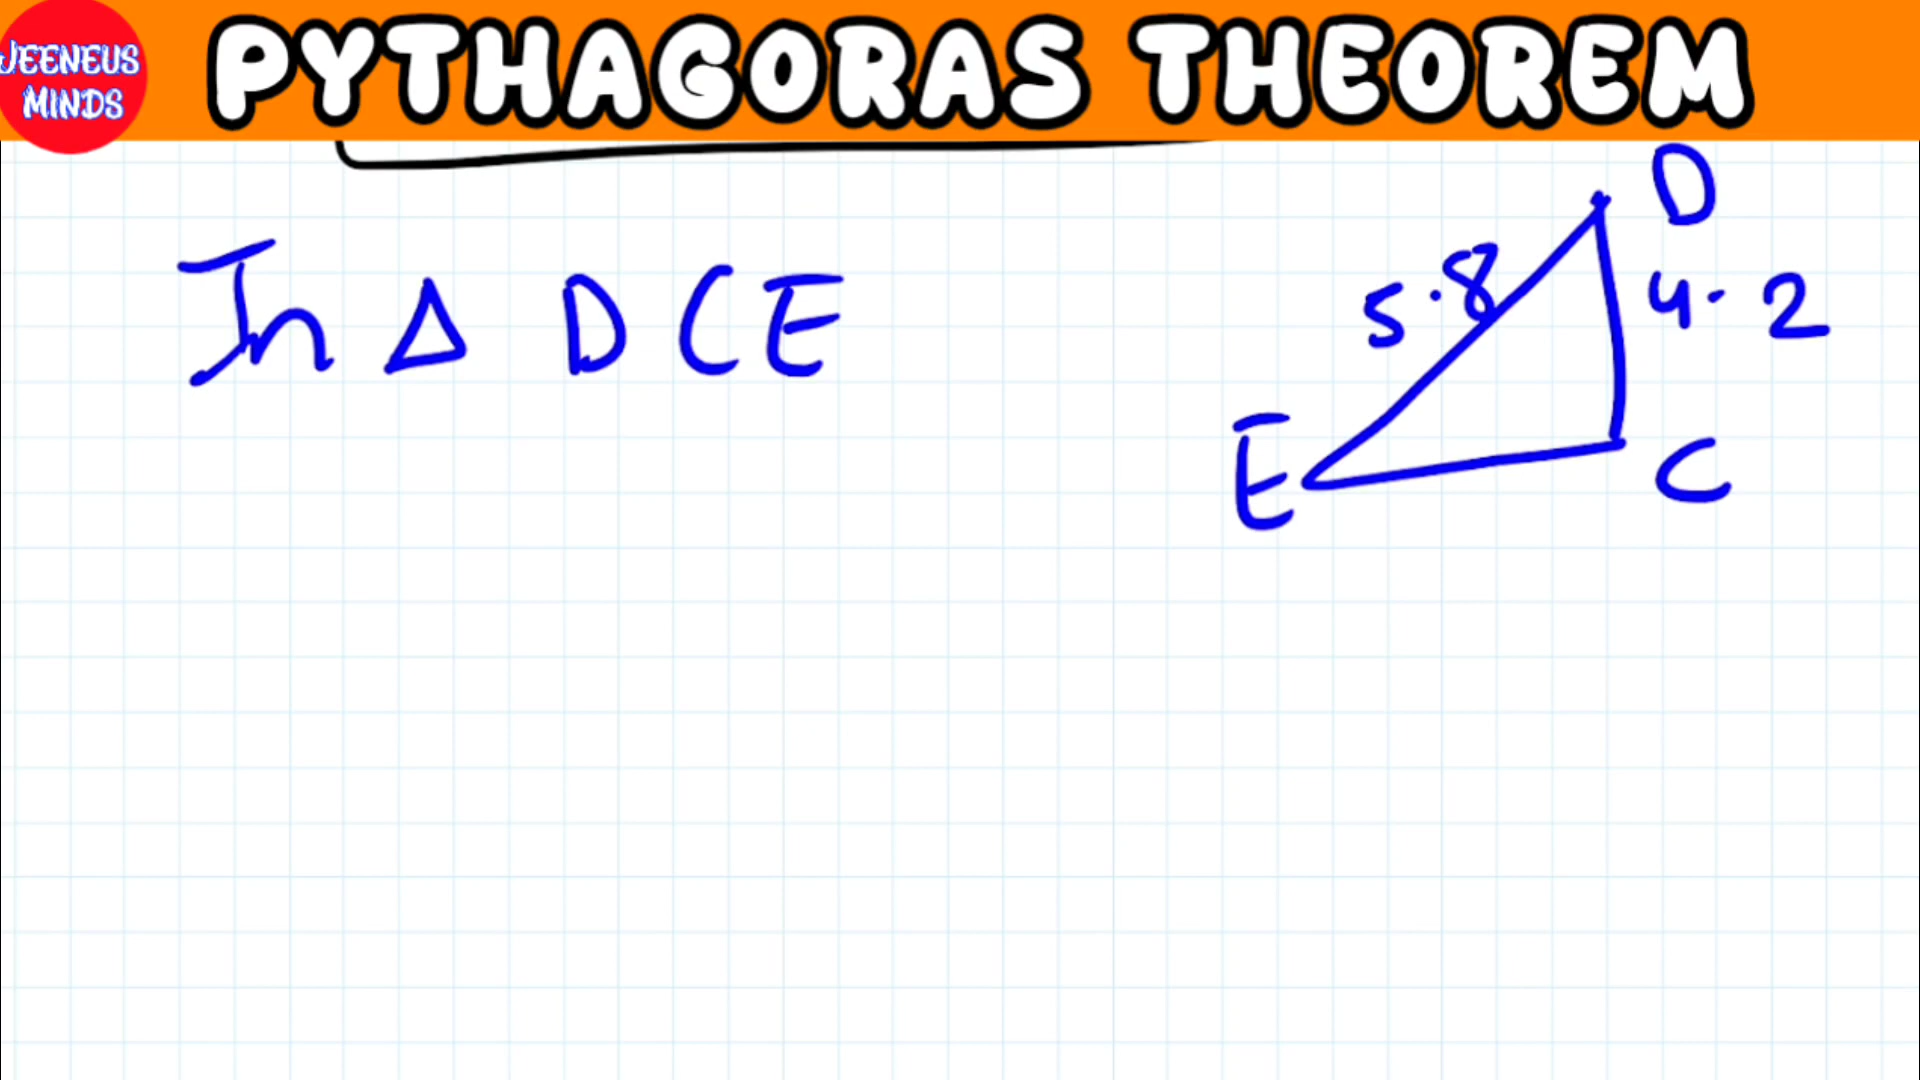 JEENEUS
MINDS
PYTHAGORAS THEOREM
In Δ DCE
D
5.8
4.2
E
C